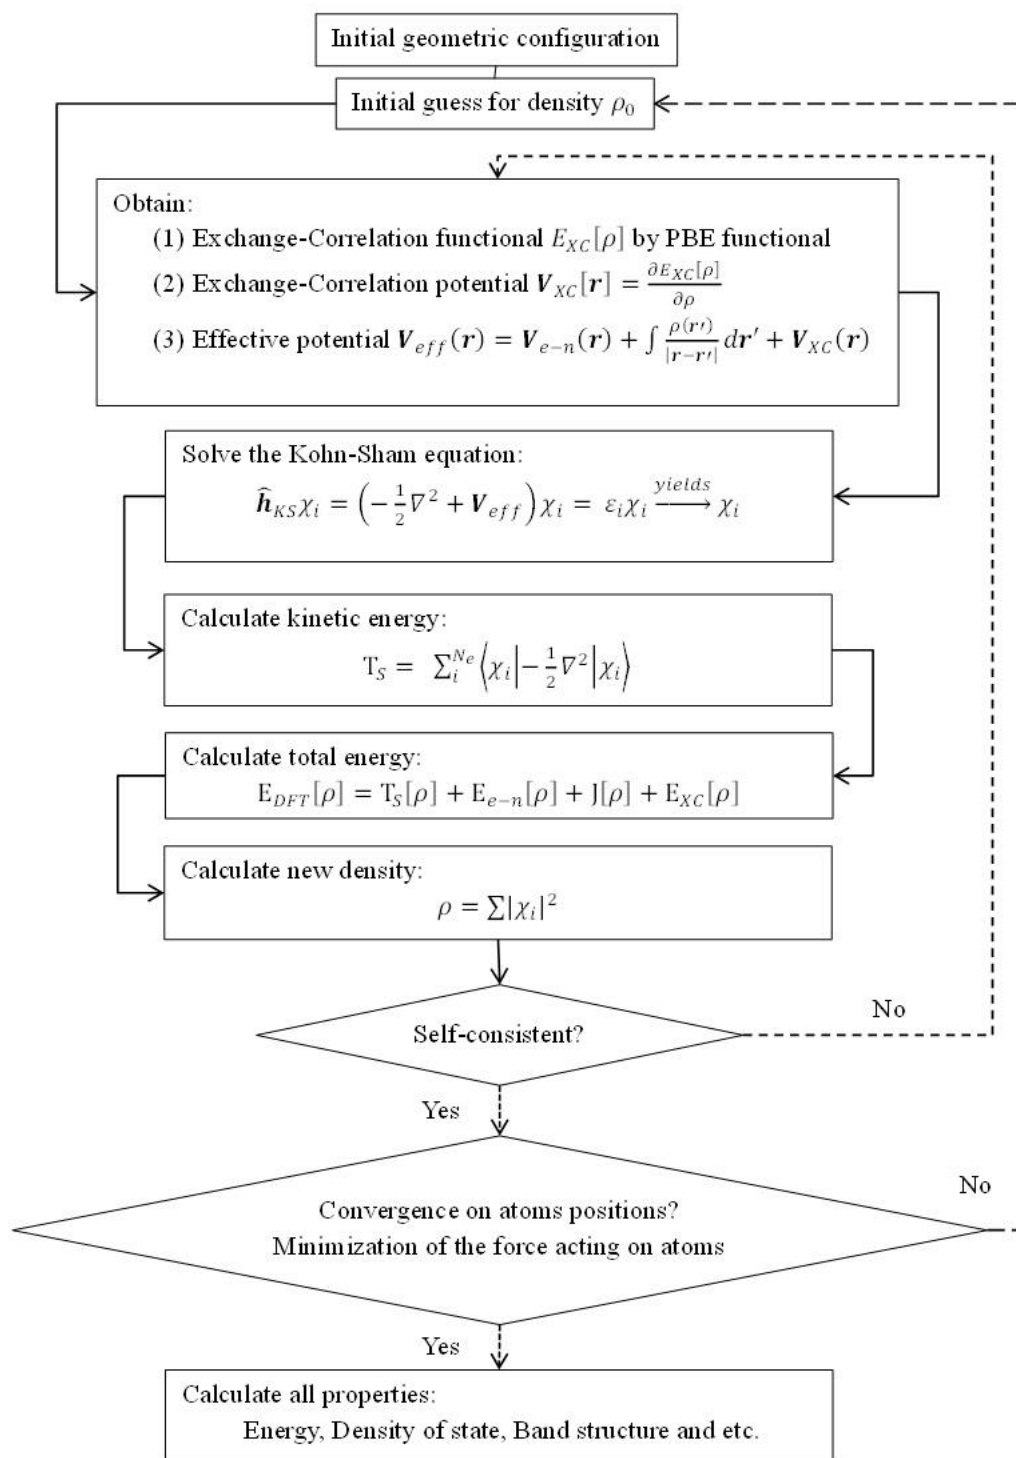 Initial geometric configuration
Initial guess for density ρ₀
Obtain:
(1) Exchange-Correlation functional E_XC[ρ] by PBE functional
(2) Exchange-Correlation potential V_XC[r] = ∂E_XC[ρ]/∂ρ
(3) Effective potential V_eff(r) = V_e−n(r) + ∫ ρ(r′)/|r−r′| dr′ + V_XC(r)
Solve the Kohn-Sham equation:
ĥ_KS χ_i = (−½∇² + V_eff) χ_i = ε_i χ_i yields→ χ_i
Calculate kinetic energy:
T_S = ∑_i^{N_e} ⟨χ_i|−½∇²|χ_i⟩
Calculate total energy:
E_DFT[ρ] = T_S[ρ] + E_e−n[ρ] + J[ρ] + E_XC[ρ]
Calculate new density:
ρ = ∑|χ_i|²
Self-consistent?
No
Yes
Convergence on atoms positions?
Minimization of the force acting on atoms
No
Yes
Calculate all properties:
Energy, Density of state, Band structure and etc.